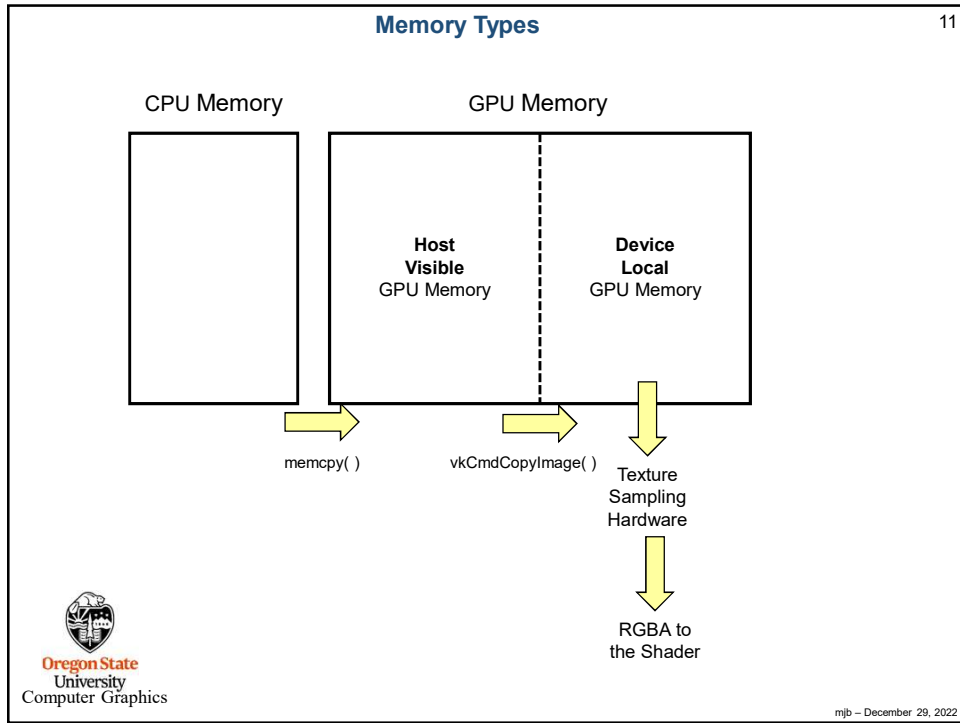 Memory Types
11
CPU Memory
GPU Memory
Host
Visible
GPU Memory
Device
Local
GPU Memory
memcpy( )
vkCmdCopyImage( )
Texture
Sampling
Hardware
RGBA to
the Shader
Oregon State
University
Computer Graphics
mjb – December 29, 2022